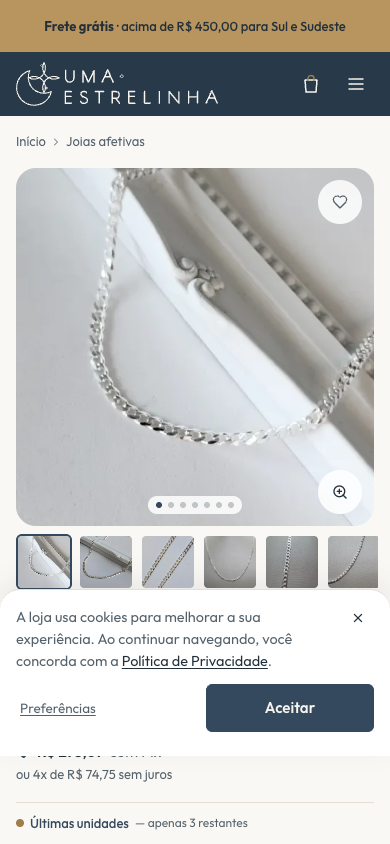 Frete grátis · acima de R$ 450,00 para Sul e Sudeste
UMA
ESTRELINHA
Início > Joias afetivas
A loja usa cookies para melhorar a sua
experiência. Ao continuar navegando, você
concorda com a Política de Privacidade.
Preferências
Aceitar
ou 4x de R$ 74,75 sem juros
Últimas unidades — apenas 3 restantes